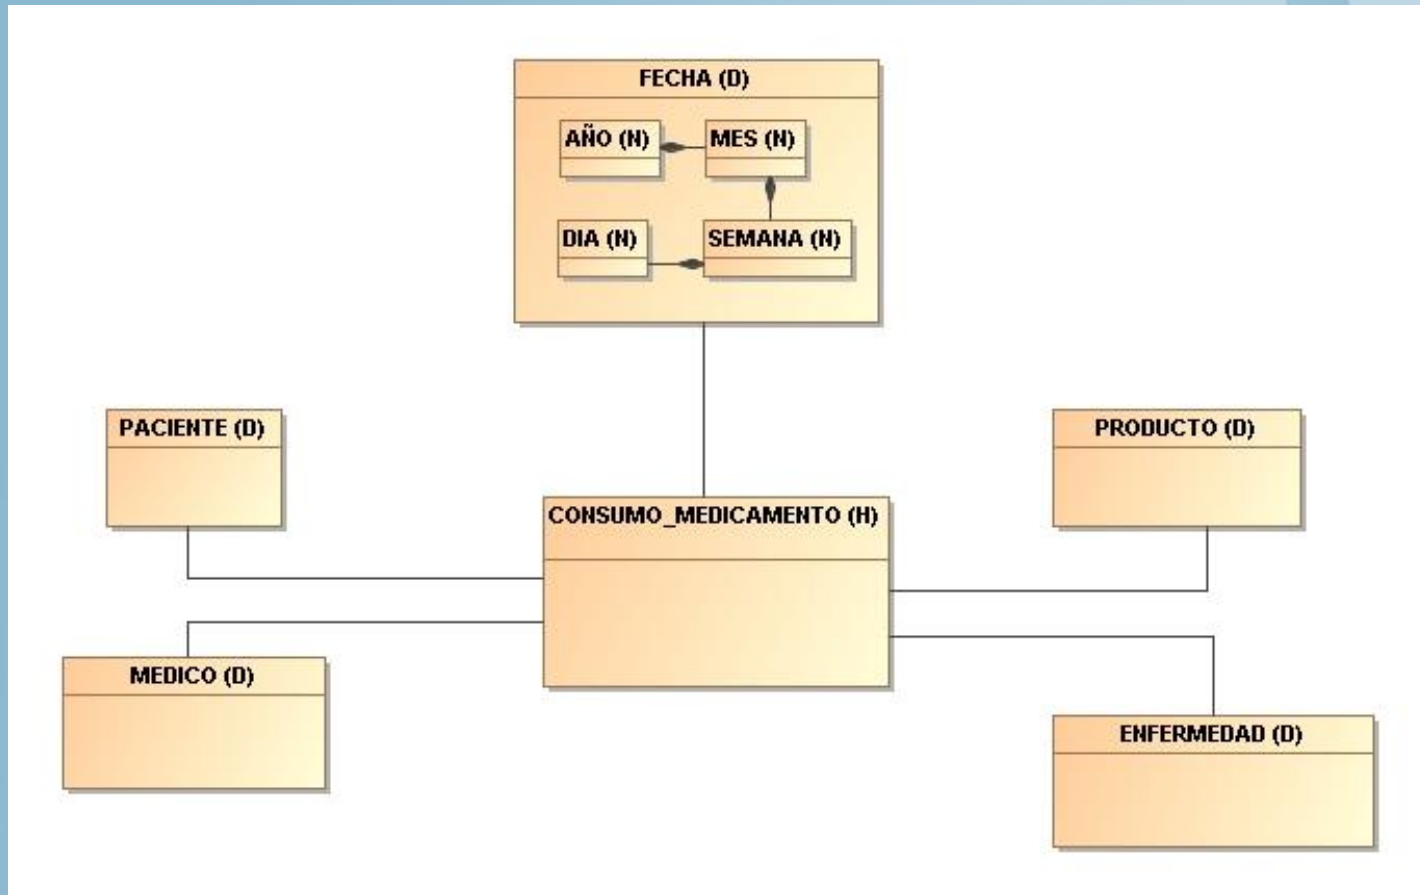 FECHA (D)
AÑO (N)
MES (N)
DIA (N)
SEMANA (N)
PACIENTE (D)
PRODUCTO (D)
CONSUMO_MEDICAMENTO (H)
MEDICO (D)
ENFERMEDAD (D)